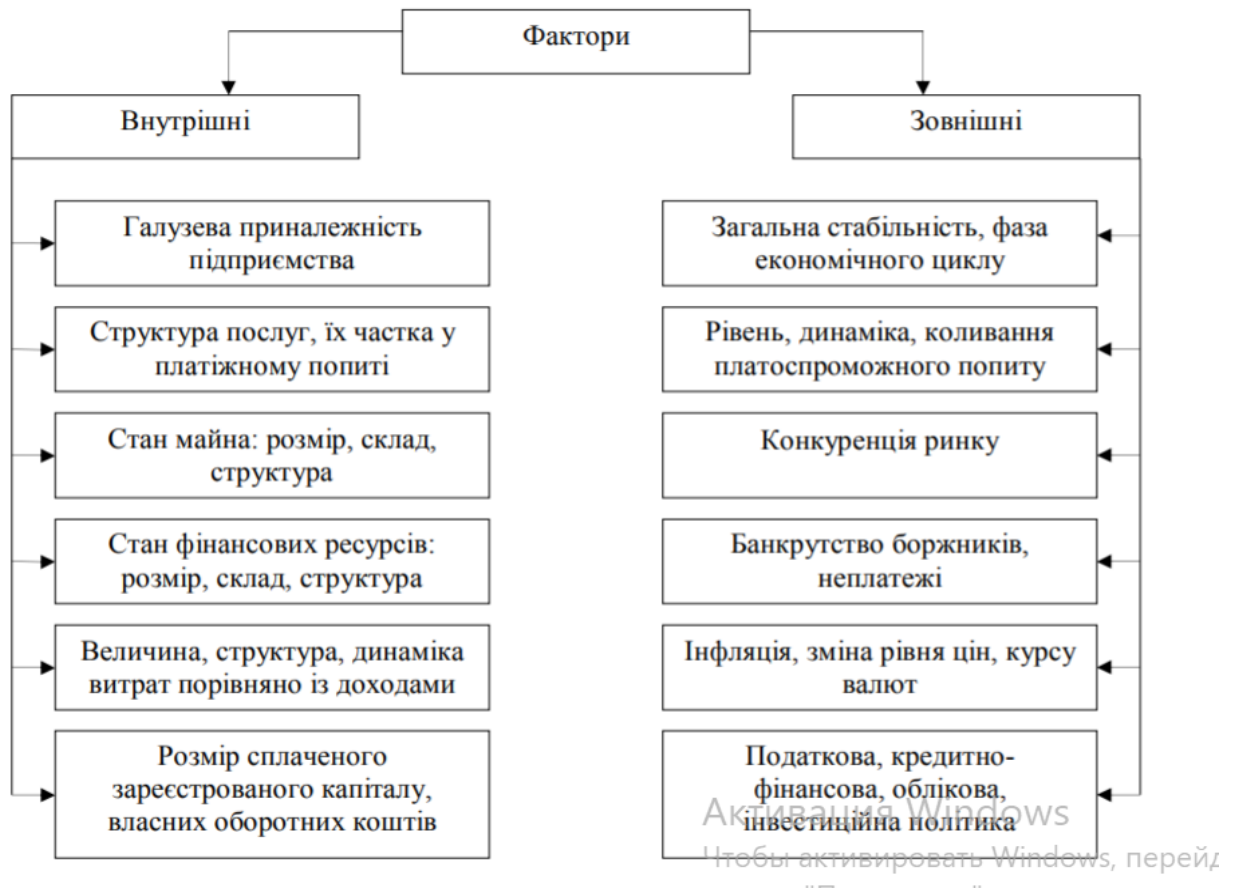 Фактори
Внутрішні
Зовнішні
Галузева приналежність
підприємства
Структура послуг, їх частка у
платіжному попиті
Стан майна: розмір, склад,
структура
Стан фінансових ресурсів:
розмір, склад, структура
Величина, структура, динаміка
витрат порівняно із доходами
Розмір сплаченого
зареєстрованого капіталу,
власних оборотних коштів
Загальна стабільність, фаза
економічного циклу
Рівень, динаміка, коливання
платоспроможного попиту
Конкуренція ринку
Банкрутство боржників,
неплатежі
Інфляція, зміна рівня цін, курсу
валют
Податкова, кредитно-
фінансова, облікова,
інвестиційна політика
Активация Windows
Чтобы активировать Windows, перейд